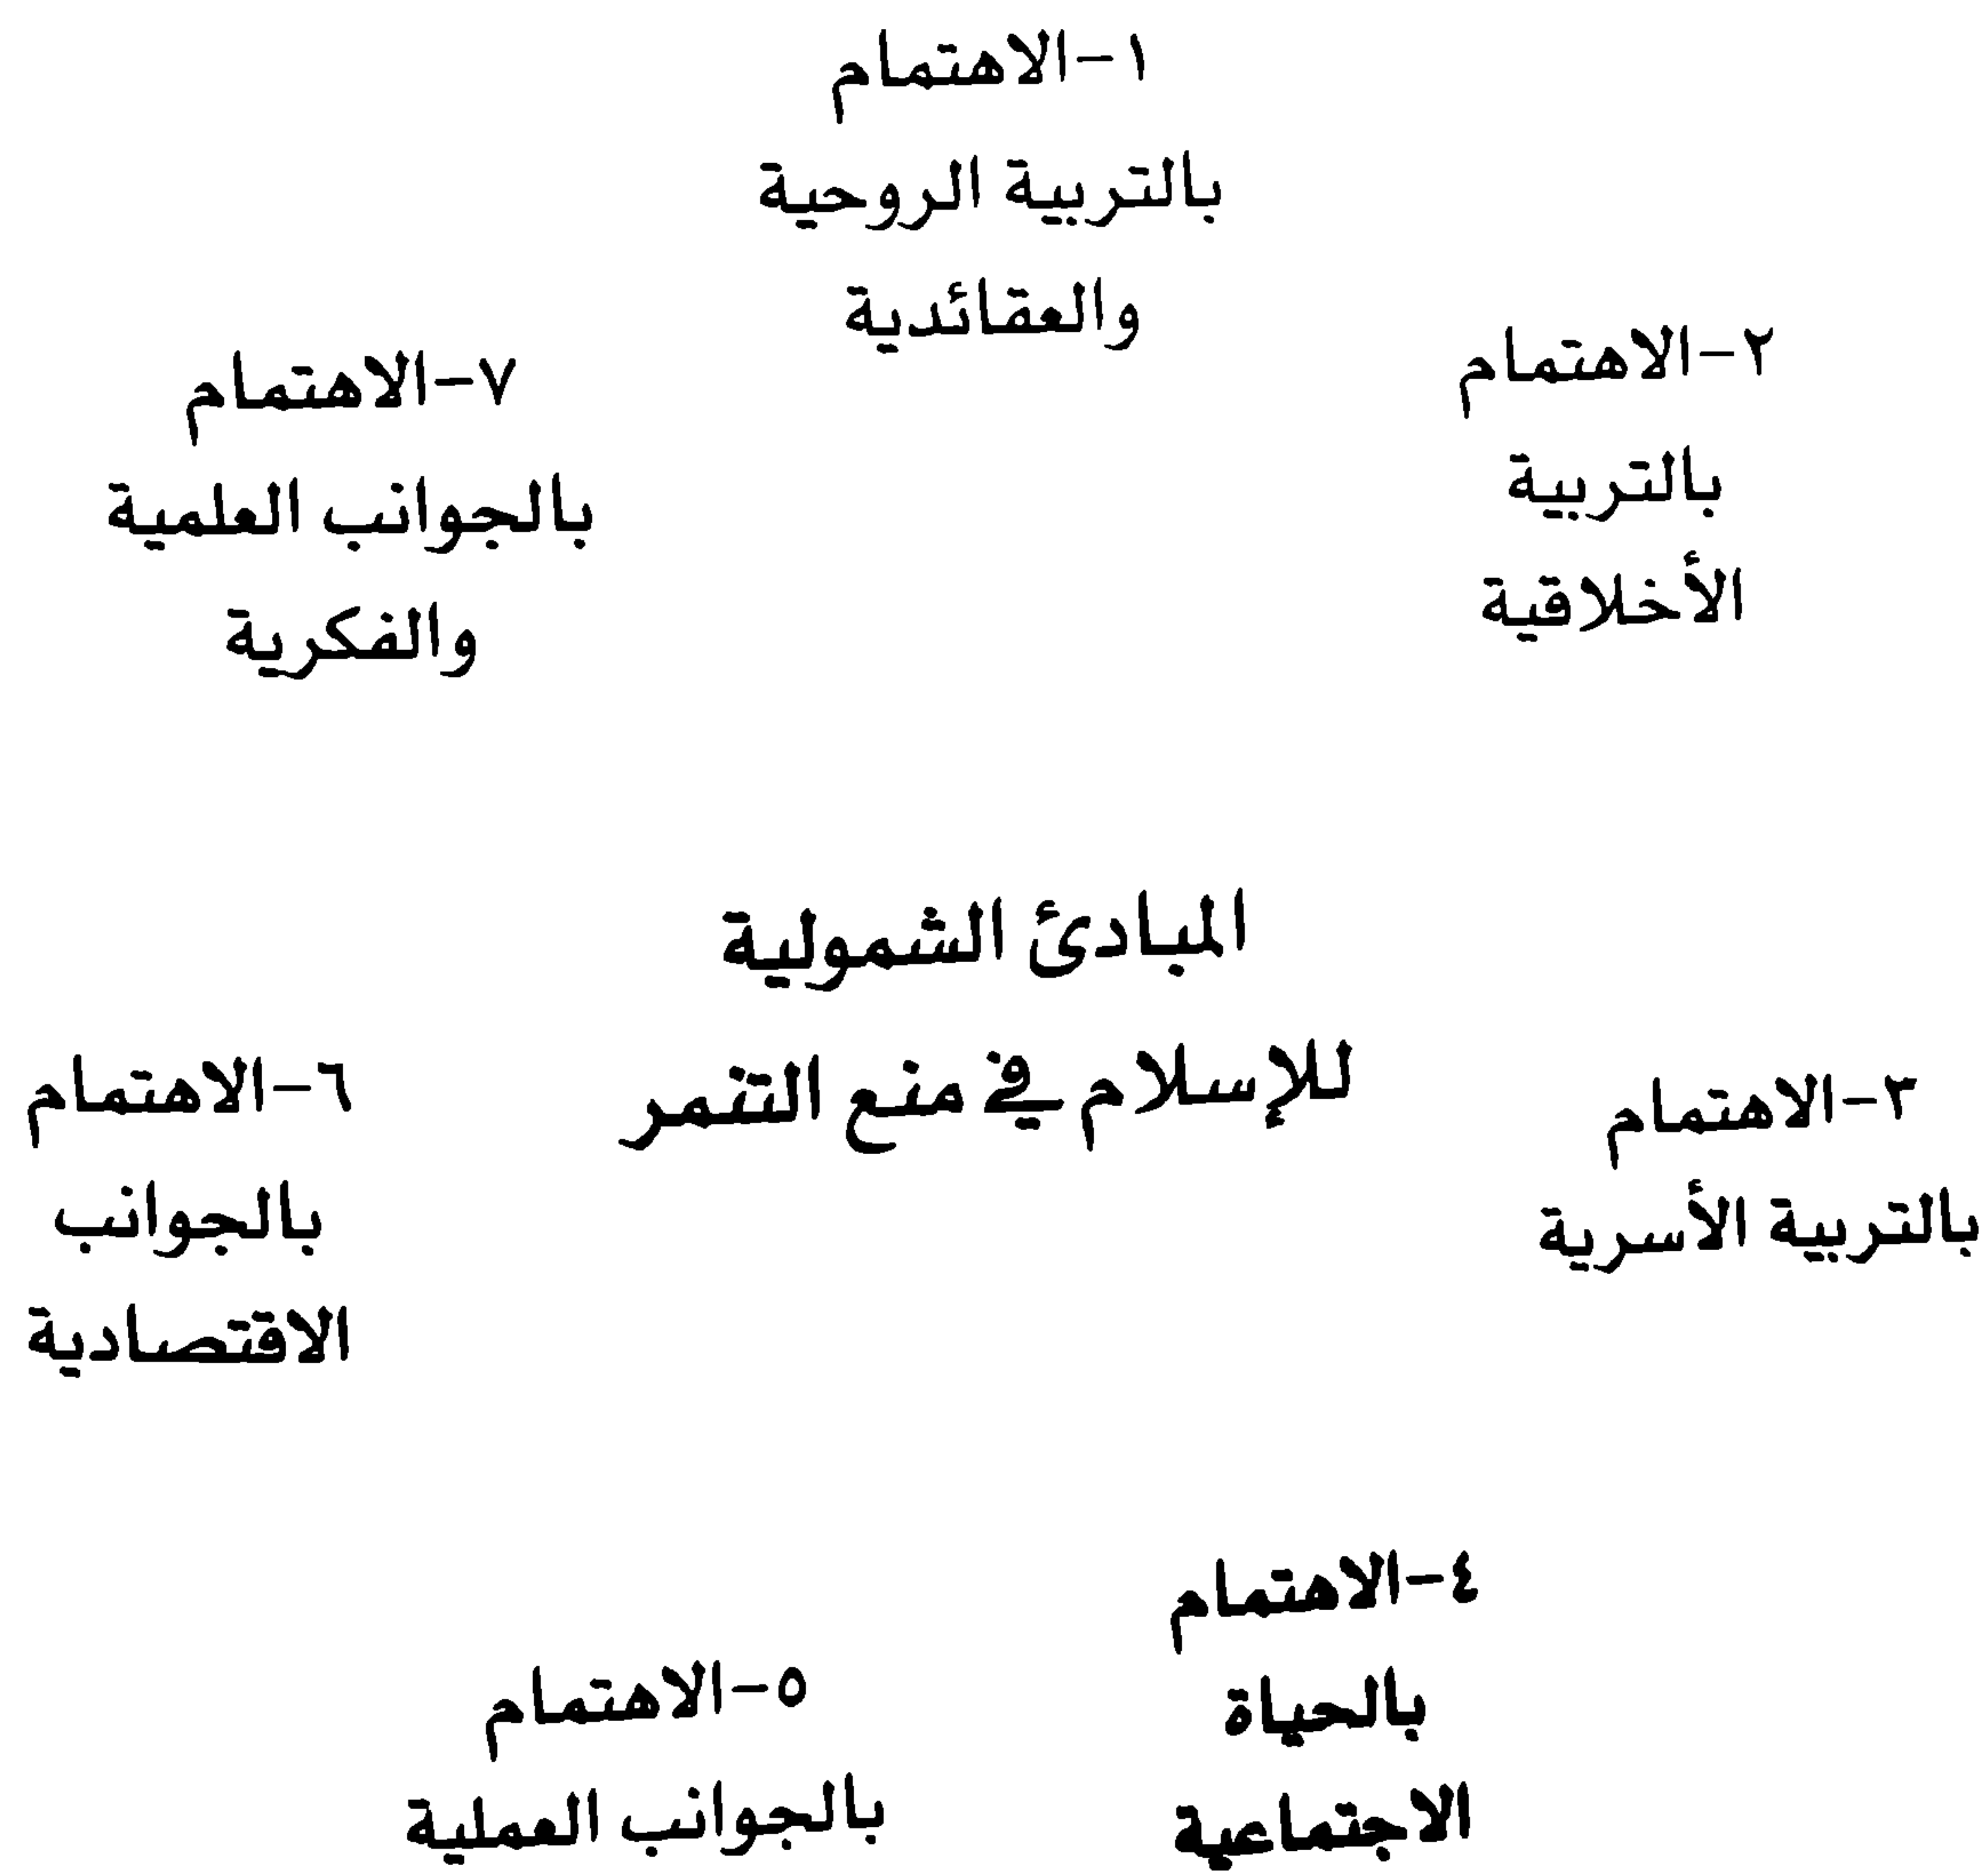 ١-الاهتمام
بالتربية الروحية
والعقائدية
٢-الاهتمام
بالتربية
الأخلاقية
٣-الاهتمام
بالتربية الأسرية
٤-الاهتمام
بالحياة
الاجتماعية
٥-الاهتمام
بالجوانب العملية
٦-الاهتمام
بالجوانب
الاقتصادية
٧-الاهتمام
بالجوانب العلمية
والفكرية
المبادئ الشمولية
للإسلام في منع التنمر